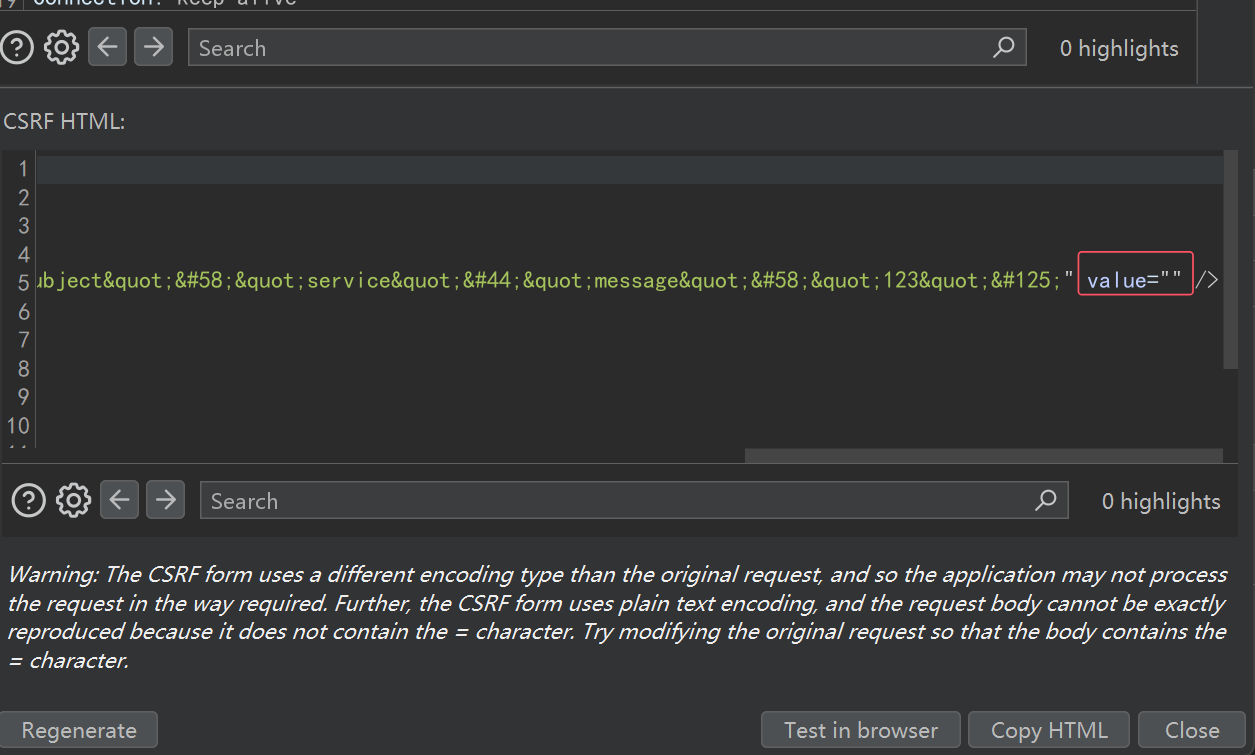 Connection: keep-alive
Search
0 highlights
CSRF HTML:
1
2
3
4
5 ubject&quot;&#58;&quot;service&quot;&#44;&quot;message&quot;&#58;&quot;123&quot;&#125;" value="" />
6
7
8
9
10
11
Search
0 highlights
Warning: The CSRF form uses a different encoding type than the original request, and so the application may not process
the request in the way required. Further, the CSRF form uses plain text encoding, and the request body cannot be exactly
reproduced because it does not contain the = character. Try modifying the original request so that the body contains the
= character.
Regenerate
Test in browser
Copy HTML
Close